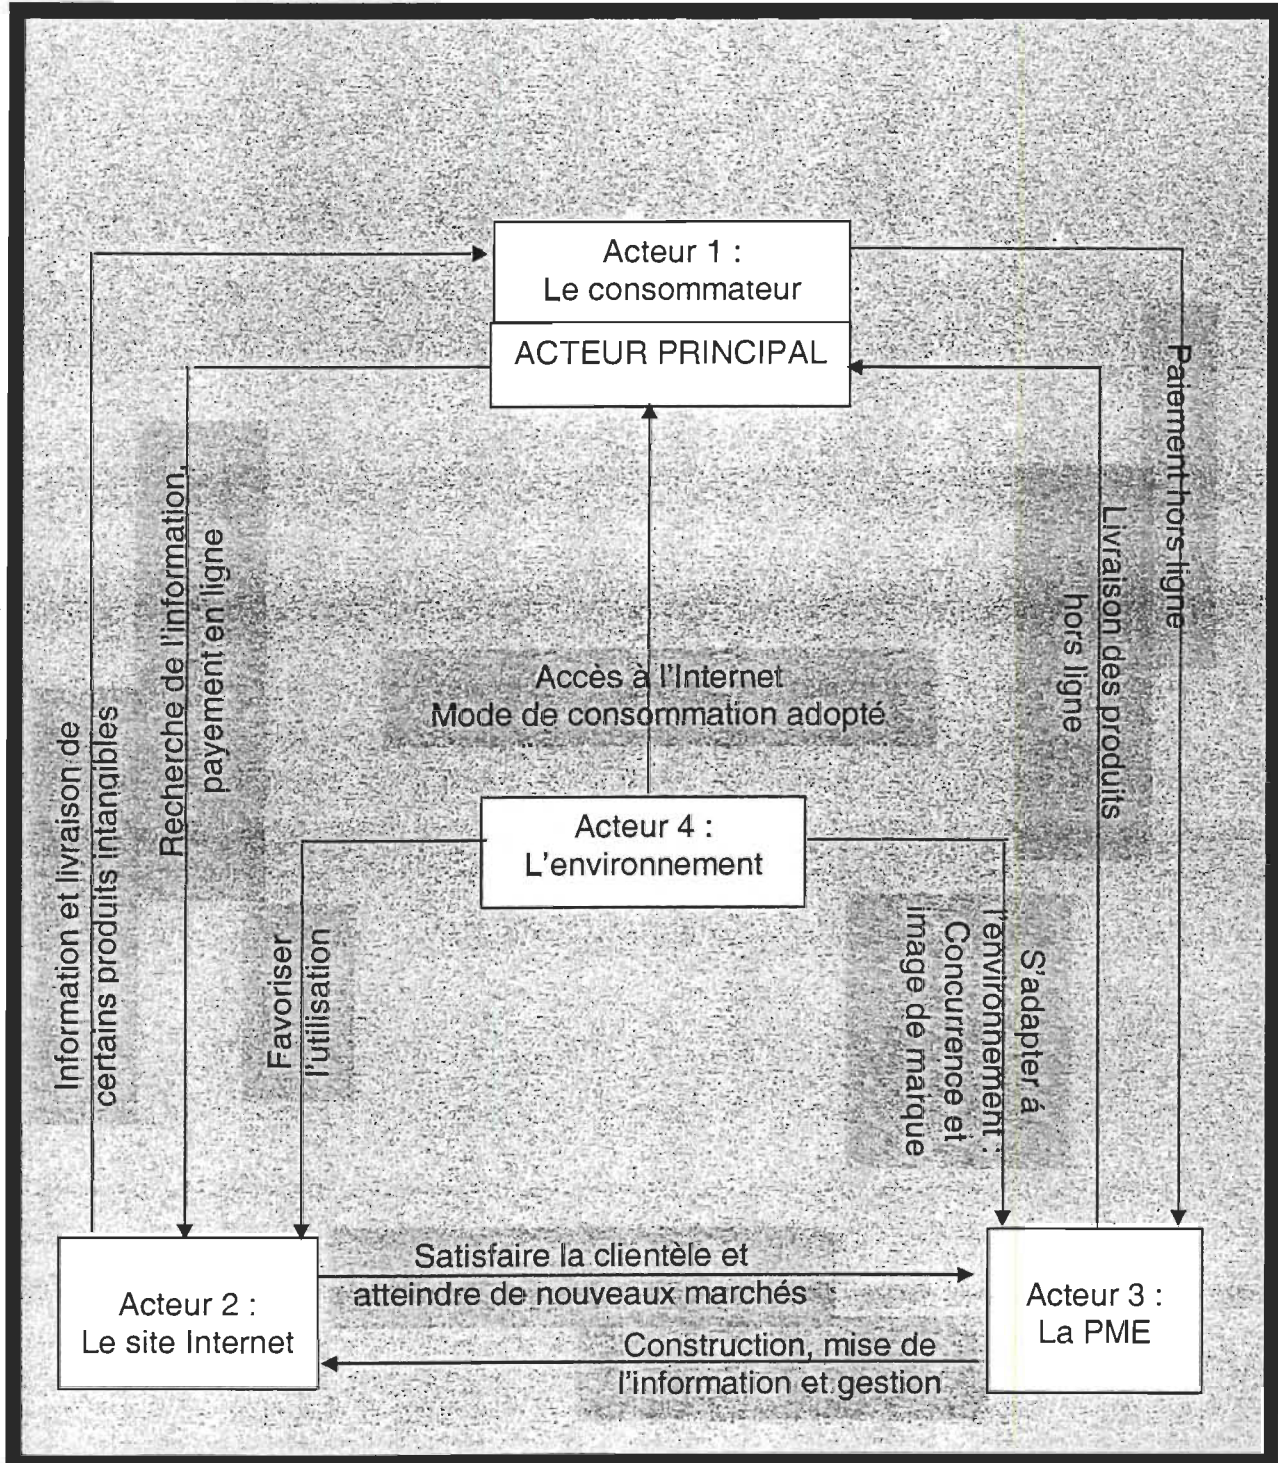 Acteur 1 :
Le consommateur
ACTEUR PRINCIPAL
Paiement hors ligne
Livraison des produits
hors ligne
Recherche de l'information,
payement en ligne
Information et livraison de
certains produits intangibles
Accès à l'Internet
Mode de consommation adopté
Acteur 4 :
L'environnement
Favoriser
l'utilisation
S'adapter á
l'environnement :
Concurrence et
image de marque
Satisfaire la clientèle et
atteindre de nouveaux marchés
Acteur 2 :
Le site Internet
Acteur 3 :
La PME
Construction, mise de
l'information et gestion